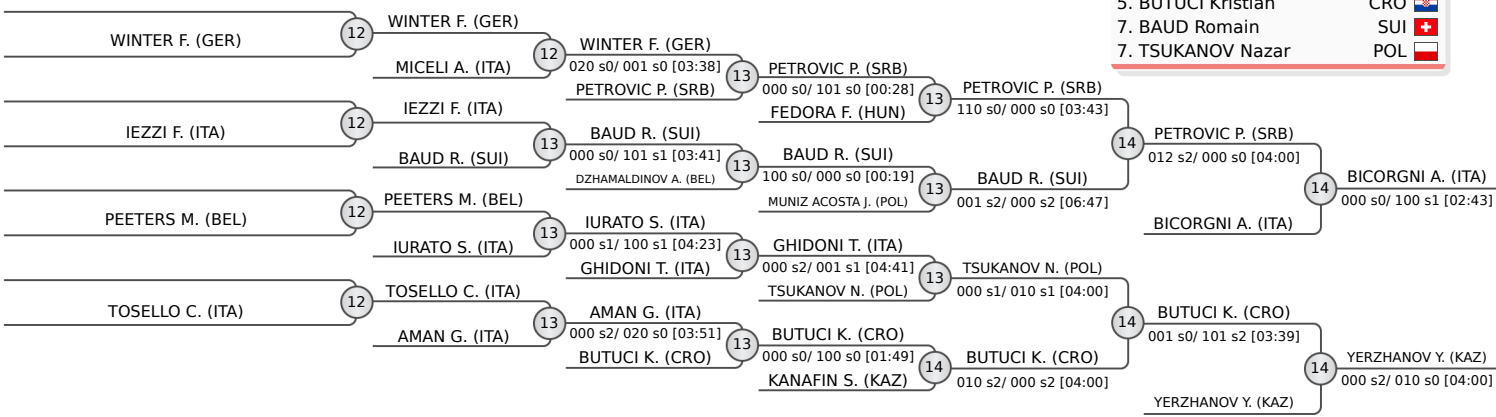 5. BUTUCI Kristian CRO
7. BAUD Romain SUI
7. TSUKANOV Nazar POL
WINTER F. (GER)
12
IEZZI F. (ITA)
12
PEETERS M. (BEL)
12
TOSELLO C. (ITA)
12
WINTER F. (GER)
12
MICELI A. (ITA)
IEZZI F. (ITA)
13
BAUD R. (SUI)
PEETERS M. (BEL)
13
IURATO S. (ITA)
TOSELLO C. (ITA)
13
AMAN G. (ITA)
WINTER F. (GER)
020 s0/ 001 s0 [03:38]
13
PETROVIC P. (SRB)
BAUD R. (SUI)
000 s0/ 101 s1 [03:41]
13
DZHAMALDINOV A. (BEL)
IURATO S. (ITA)
000 s1/ 100 s1 [04:23]
13
GHIDONI T. (ITA)
AMAN G. (ITA)
000 s2/ 020 s0 [03:51]
13
BUTUCI K. (CRO)
PETROVIC P. (SRB)
000 s0/ 101 s0 [00:28]
13
FEDORA F. (HUN)
BAUD R. (SUI)
100 s0/ 000 s0 [00:19]
13
MUNIZ ACOSTA J. (POL)
GHIDONI T. (ITA)
000 s2/ 001 s1 [04:41]
13
TSUKANOV N. (POL)
BUTUCI K. (CRO)
000 s0/ 100 s0 [01:49]
14
KANAFIN S. (KAZ)
PETROVIC P. (SRB)
110 s0/ 000 s0 [03:43]
14
BAUD R. (SUI)
001 s2/ 000 s2 [06:47]
TSUKANOV N. (POL)
000 s1/ 010 s1 [04:00]
14
BUTUCI K. (CRO)
010 s2/ 000 s2 [04:00]
PETROVIC P. (SRB)
012 s2/ 000 s0 [04:00]
14
BICORGNI A. (ITA)
BUTUCI K. (CRO)
001 s0/ 101 s2 [03:39]
14
YERZHANOV Y. (KAZ)
BICORGNI A. (ITA)
000 s0/ 100 s1 [02:43]
YERZHANOV Y. (KAZ)
000 s2/ 010 s0 [04:00]